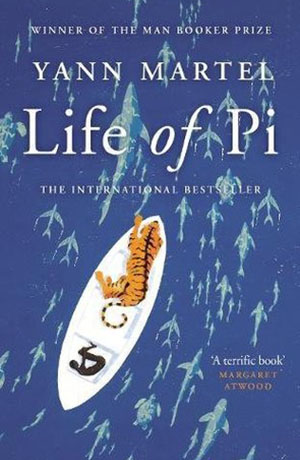 WINNER OF THE MAN BOOKER PRIZE
YANN MARTEL
Life of Pi
THE INTERNATIONAL BESTSELLER
'A terrific book'
MARGARET
ATWOOD